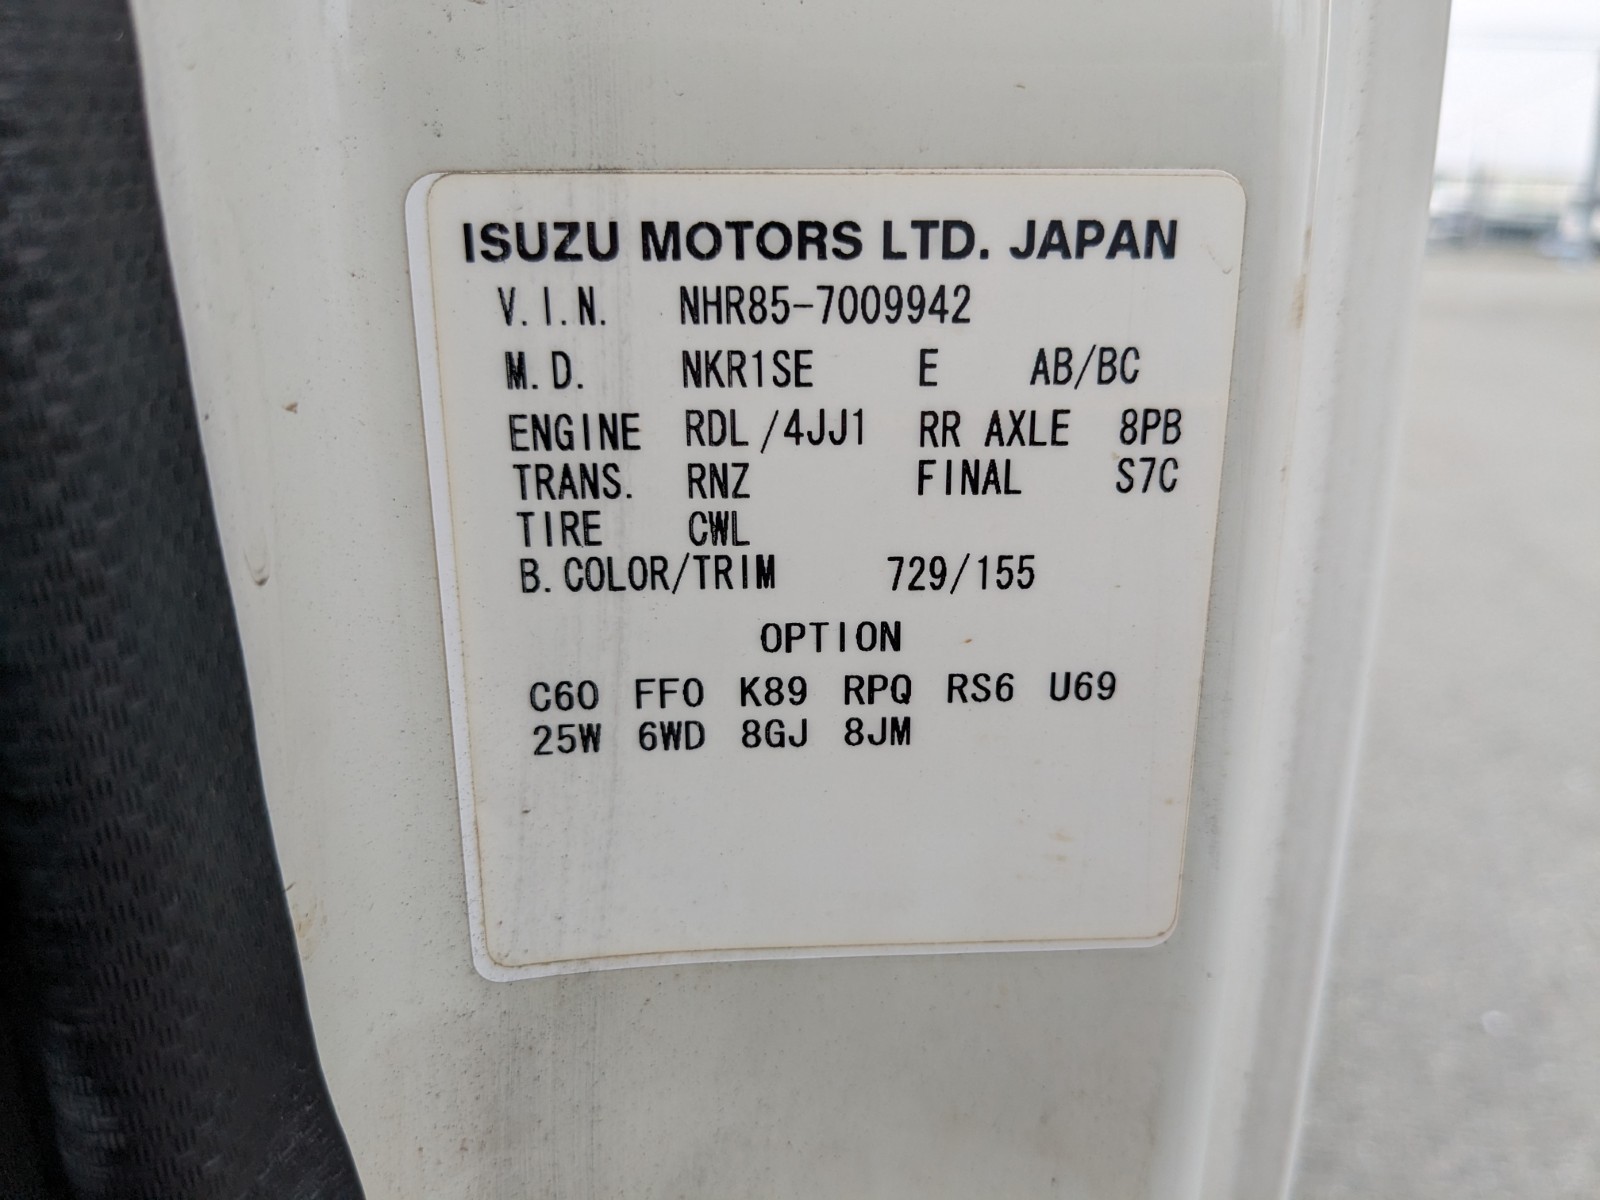 ISUZU MOTORS LTD. JAPAN
V.I.N. NHR85-7009942
M.D. NKR1SE E AB/BC
ENGINE RDL/4JJ1 RR AXLE 8PB
TRANS. RNZ FINAL S7C
TIRE CWL
B.COLOR/TRIM 729/155
OPTION
C60 FF0 K89 RPQ RS6 U69
25W 6WD 8GJ 8JM